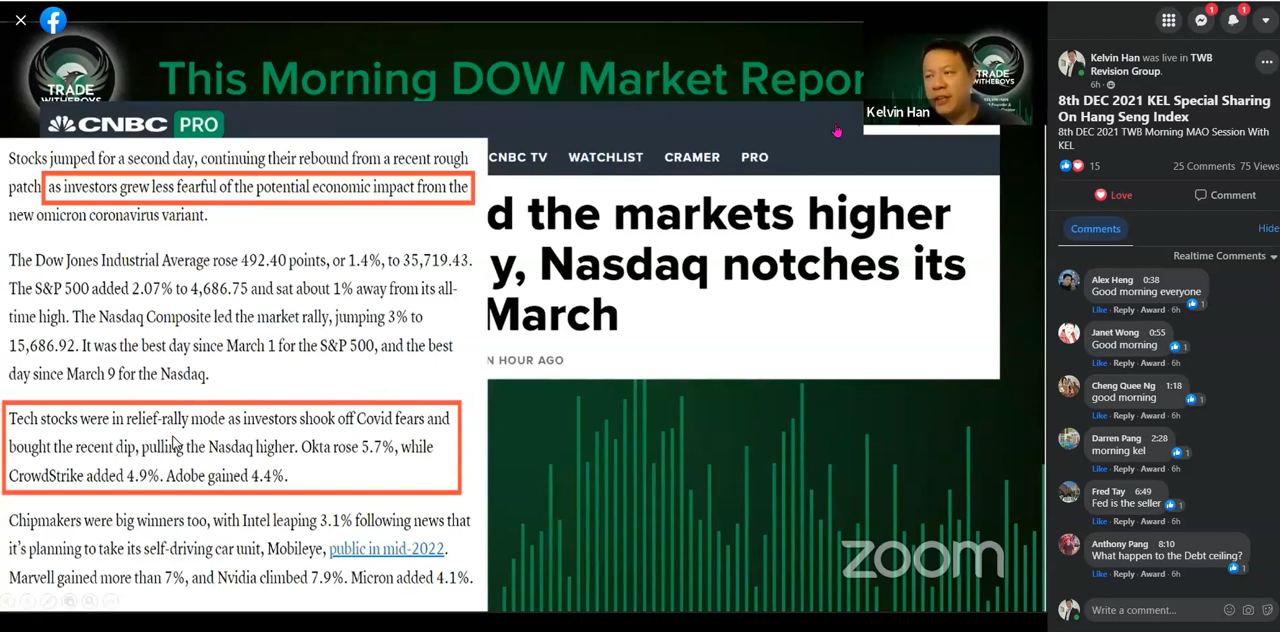 This Morning DOW Market Repor
TRADE
WITHEBOYS
TRADE
WITHEBOYS
Kelvin Han
CNBC PRO
CNBC TV WATCHLIST CRAMER PRO
d the markets higher
y, Nasdaq notches its
March
N HOUR AGO
Stocks jumped for a second day, continuing their rebound from a recent rough
patch as investors grew less fearful of the potential economic impact from the
new omicron coronavirus variant.
The Dow Jones Industrial Average rose 492.40 points, or 1.4%, to 35,719.43.
The S&P 500 added 2.07% to 4,686.75 and sat about 1% away from its all-
time high. The Nasdaq Composite led the market rally, jumping 3% to
15,686.92. It was the best day since March 1 for the S&P 500, and the best
day since March 9 for the Nasdaq.
Tech stocks were in relief-rally mode as investors shook off Covid fears and
bought the recent dip, pulling the Nasdaq higher. Okta rose 5.7%, while
CrowdStrike added 4.9%. Adobe gained 4.4%.
Chipmakers were big winners too, with Intel leaping 3.1% following news that
it's planning to take its self-driving car unit, Mobileye, public in mid-2022.
Marvell gained more than 7%, and Nvidia climbed 7.9%. Micron added 4.1%.
zoom
1
1
Kelvin Han was live in TWB
Revision Group.
6h ·
8th DEC 2021 KEL Special Sharing
On Hang Seng Index
8th DEC 2021 TWB Morning MAO Session With
KEL
15 25 Comments 75 Views
Love Comment
Comments Hide
Realtime Comments
Alex Heng 0:38
Good morning everyone
1
Like · Reply · Award · 6h
Janet Wong 0:55
Good morning
1
Like · Reply · Award · 6h
Cheng Quee Ng 1:18
good morning
1
Like · Reply · Award · 6h
Darren Pang 2:28
morning kel
1
Like · Reply · Award · 6h
Fred Tay 6:49
Fed is the seller
1
Like · Reply · Award · 6h
Anthony Pang 8:10
What happen to the Debt ceiling?
1
Like · Reply · Award · 6h
Write a comment...